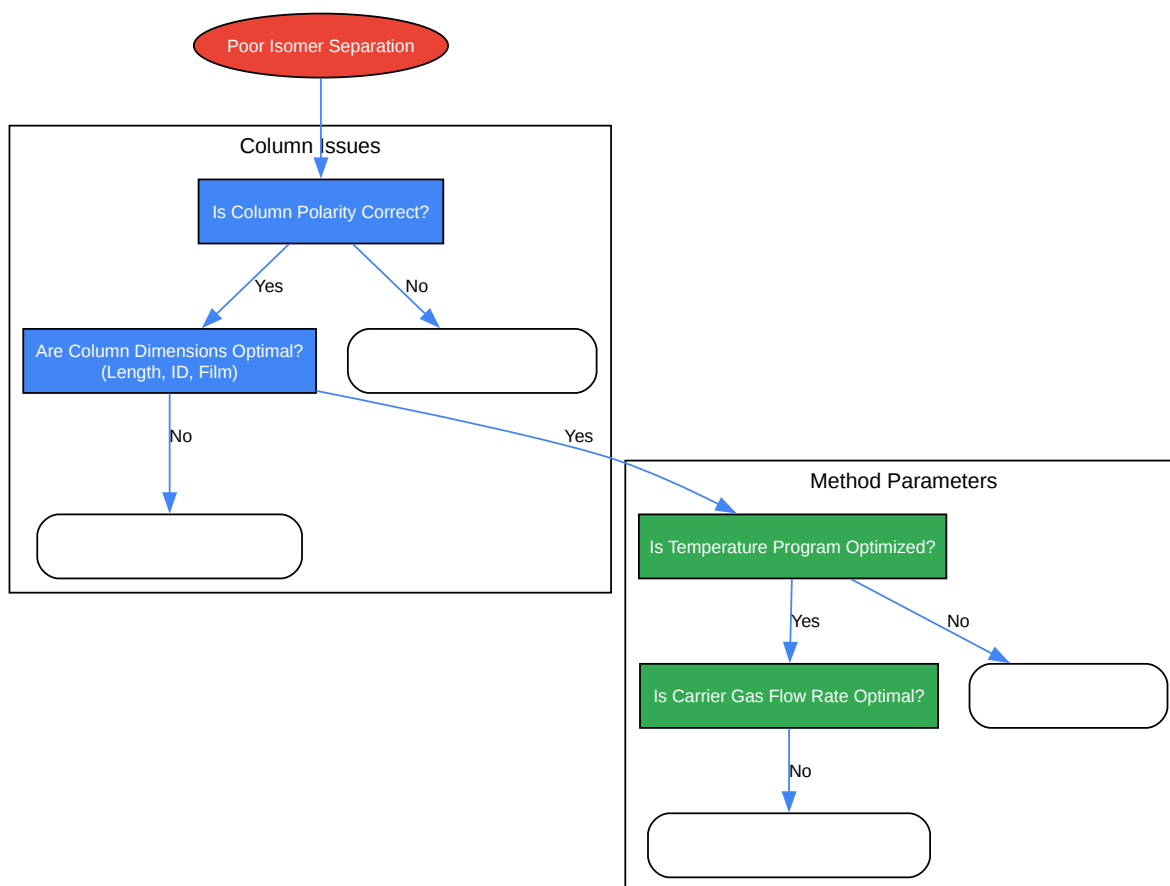 Poor Isomer Separation
Column Issues
Is Column Polarity Correct?
Yes
No
Are Column Dimensions Optimal?
(Length, ID, Film)
No
Yes
Method Parameters
Is Temperature Program Optimized?
Yes
No
Is Carrier Gas Flow Rate Optimal?
No